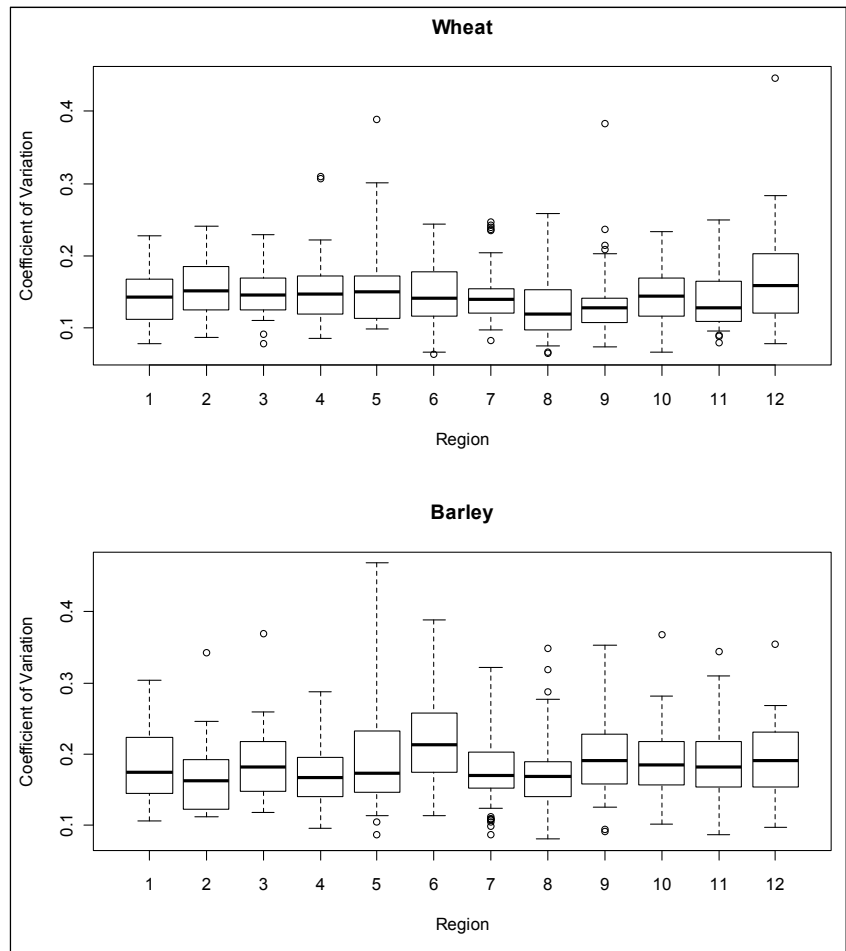 Wheat
Coefficient of Variation
0.4
0.3
0.2
0.1
1 2 3 4 5 6 7 8 9 10 11 12
Region
Barley
Coefficient of Variation
0.4
0.3
0.2
0.1
1 2 3 4 5 6 7 8 9 10 11 12
Region